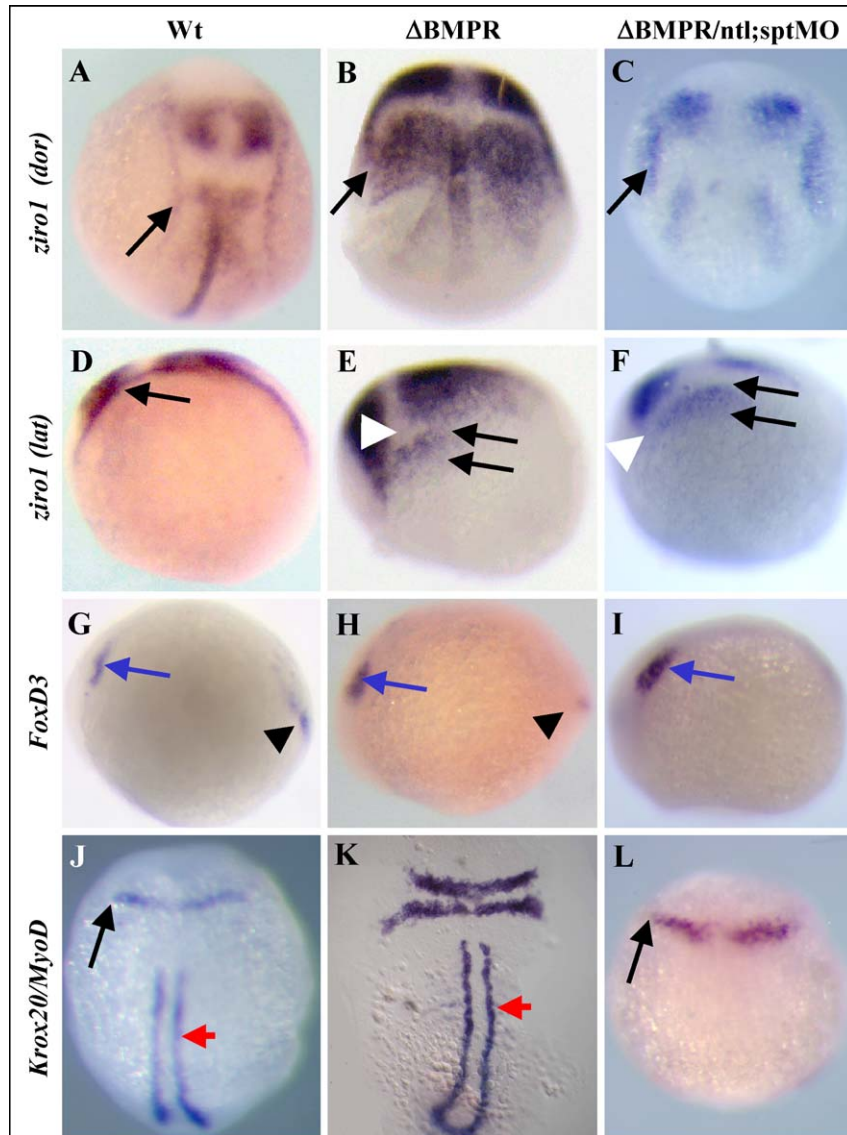 Wt ΔBMPR ΔBMPR/ntl;sptMO
A B C
ziro1 (dor)
D E F
ziro1 (lat)
G H I
FoxD3
J K L
Krox20/MyoD